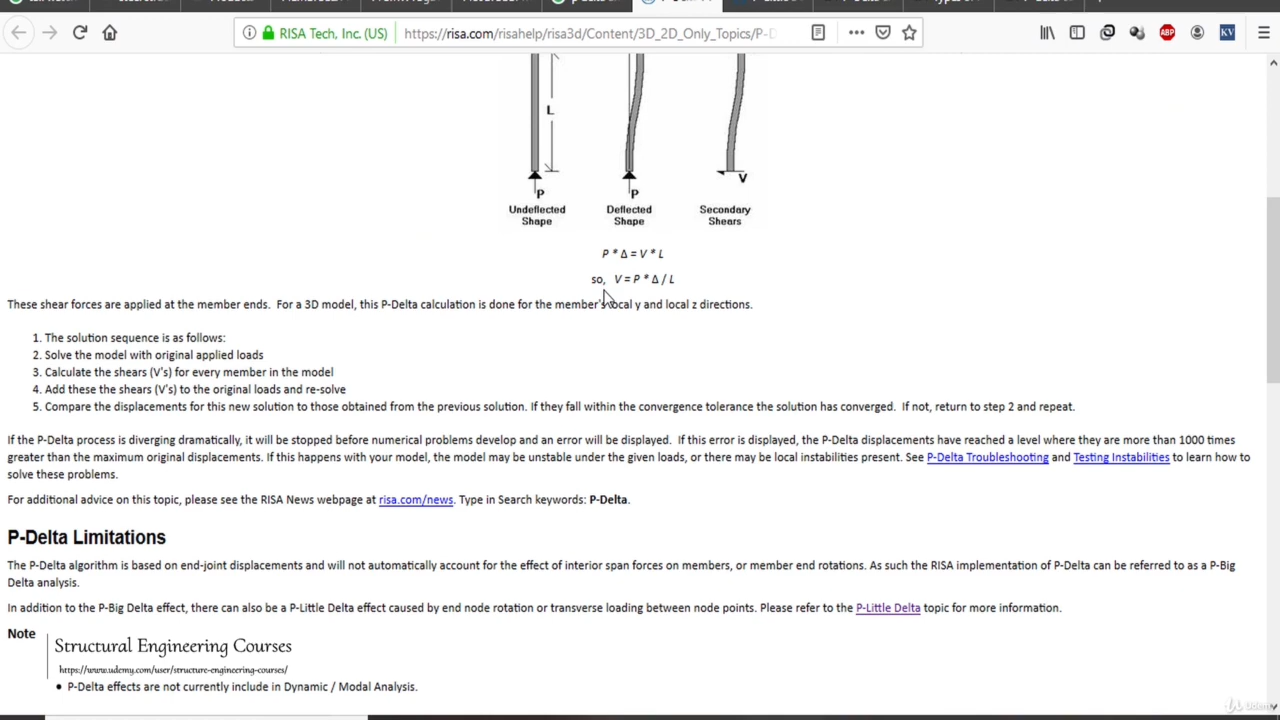 RISA Tech, Inc. (US)
https://risa.com/risahelp/risa3d/Content/3D_2D_Only_Topics/P-D
ABP
KV
L
P
P
V
Undeflected Shape
Deflected Shape
Secondary Shears
P * Δ = V * L
so, V = P * Δ / L
These shear forces are applied at the member ends. For a 3D model, this P-Delta calculation is done for the member's local y and local z directions.
1. The solution sequence is as follows:
2. Solve the model with original applied loads
3. Calculate the shears (V's) for every member in the model
4. Add these the shears (V's) to the original loads and re-solve
5. Compare the displacements for this new solution to those obtained from the previous solution. If they fall within the convergence tolerance the solution has converged. If not, return to step 2 and repeat.
If the P-Delta process is diverging dramatically, it will be stopped before numerical problems develop and an error will be displayed. If this error is displayed, the P-Delta displacements have reached a level where they are more than 1000 times
greater than the maximum original displacements. If this happens with your model, the model may be unstable under the given loads, or there may be local instabilities present. See P-Delta Troubleshooting and Testing Instabilities to learn how to
solve these problems.
For additional advice on this topic, please see the RISA News webpage at risa.com/news. Type in Search keywords: P-Delta.
P-Delta Limitations
The P-Delta algorithm is based on end-joint displacements and will not automatically account for the effect of interior span forces on members, or member end rotations. As such the RISA implementation of P-Delta can be referred to as a P-Big
Delta analysis.
In addition to the P-Big Delta effect, there can also be a P-Little Delta effect caused by end node rotation or transverse loading between node points. Please refer to the P-Little Delta topic for more information.
Note
Structural Engineering Courses
https://www.udemy.com/user/structure-engineering-courses/
• P-Delta effects are not currently include in Dynamic / Modal Analysis.
Udemy